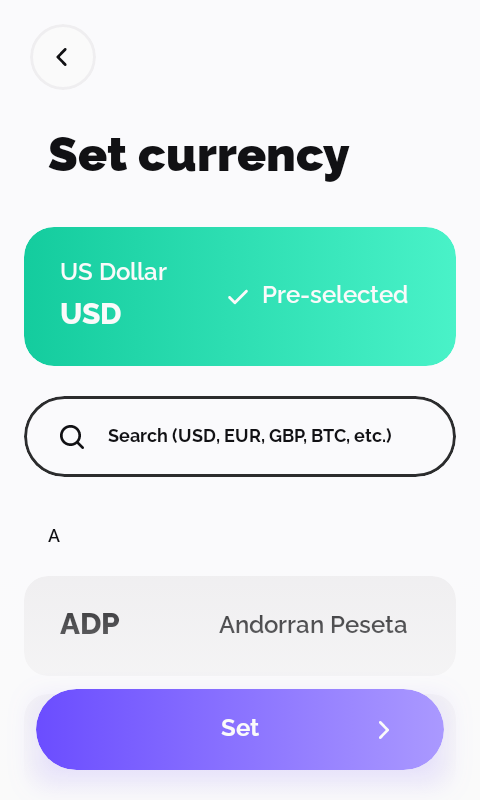 Set currency
US Dollar
USD
Pre-selected
Search (USD, EUR, GBP, BTC, etc.)
A
ADP
Andorran Peseta
Set